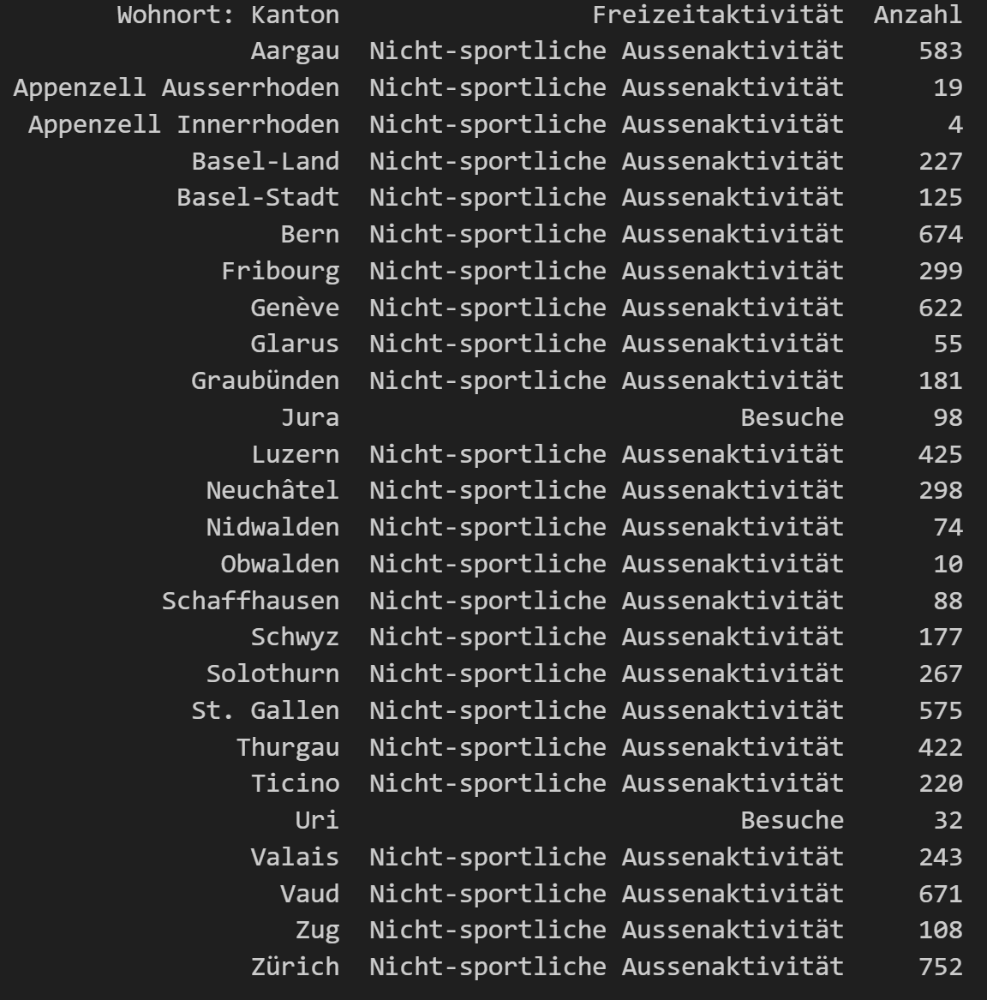 Wohnort: Kanton Freizeitaktivität Anzahl
Aargau Nicht-sportliche Aussenaktivität 583
Appenzell Ausserrhoden Nicht-sportliche Aussenaktivität 19
Appenzell Innerrhoden Nicht-sportliche Aussenaktivität 4
Basel-Land Nicht-sportliche Aussenaktivität 227
Basel-Stadt Nicht-sportliche Aussenaktivität 125
Bern Nicht-sportliche Aussenaktivität 674
Fribourg Nicht-sportliche Aussenaktivität 299
Genève Nicht-sportliche Aussenaktivität 622
Glarus Nicht-sportliche Aussenaktivität 55
Graubünden Nicht-sportliche Aussenaktivität 181
Jura Besuche 98
Luzern Nicht-sportliche Aussenaktivität 425
Neuchâtel Nicht-sportliche Aussenaktivität 298
Nidwalden Nicht-sportliche Aussenaktivität 74
Obwalden Nicht-sportliche Aussenaktivität 10
Schaffhausen Nicht-sportliche Aussenaktivität 88
Schwyz Nicht-sportliche Aussenaktivität 177
Solothurn Nicht-sportliche Aussenaktivität 267
St. Gallen Nicht-sportliche Aussenaktivität 575
Thurgau Nicht-sportliche Aussenaktivität 422
Ticino Nicht-sportliche Aussenaktivität 220
Uri Besuche 32
Valais Nicht-sportliche Aussenaktivität 243
Vaud Nicht-sportliche Aussenaktivität 671
Zug Nicht-sportliche Aussenaktivität 108
Zürich Nicht-sportliche Aussenaktivität 752